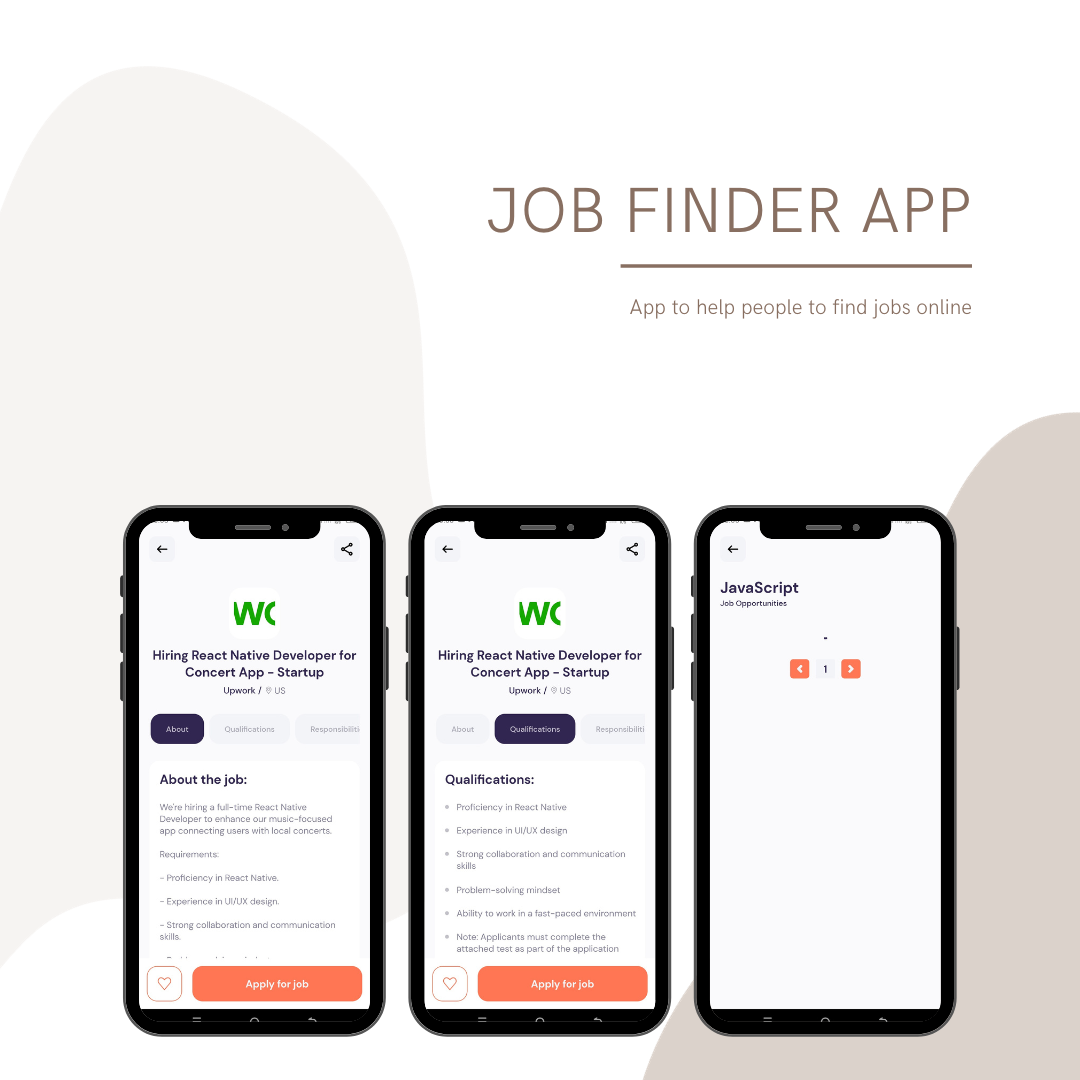 JOB FINDER APP
App to help people to find jobs online
Hiring React Native Developer for
Concert App - Startup
Upwork / US
About
Qualifications
Responsibiliti
About the job:
We're hiring a full-time React Native
Developer to enhance our music-focused
app connecting users with local concerts.
Requirements:
- Proficiency in React Native.
- Experience in UI/UX design.
- Strong collaboration and communication
skills.
Apply for job
Hiring React Native Developer for
Concert App - Startup
Upwork / US
About
Qualifications
Responsibiliti
Qualifications:
Proficiency in React Native
Experience in UI/UX design
Strong collaboration and communication
skills
Problem-solving mindset
Ability to work in a fast-paced environment
Note: Applicants must complete the
attached test as part of the application
Apply for job
JavaScript
Job Opportunities
-
1